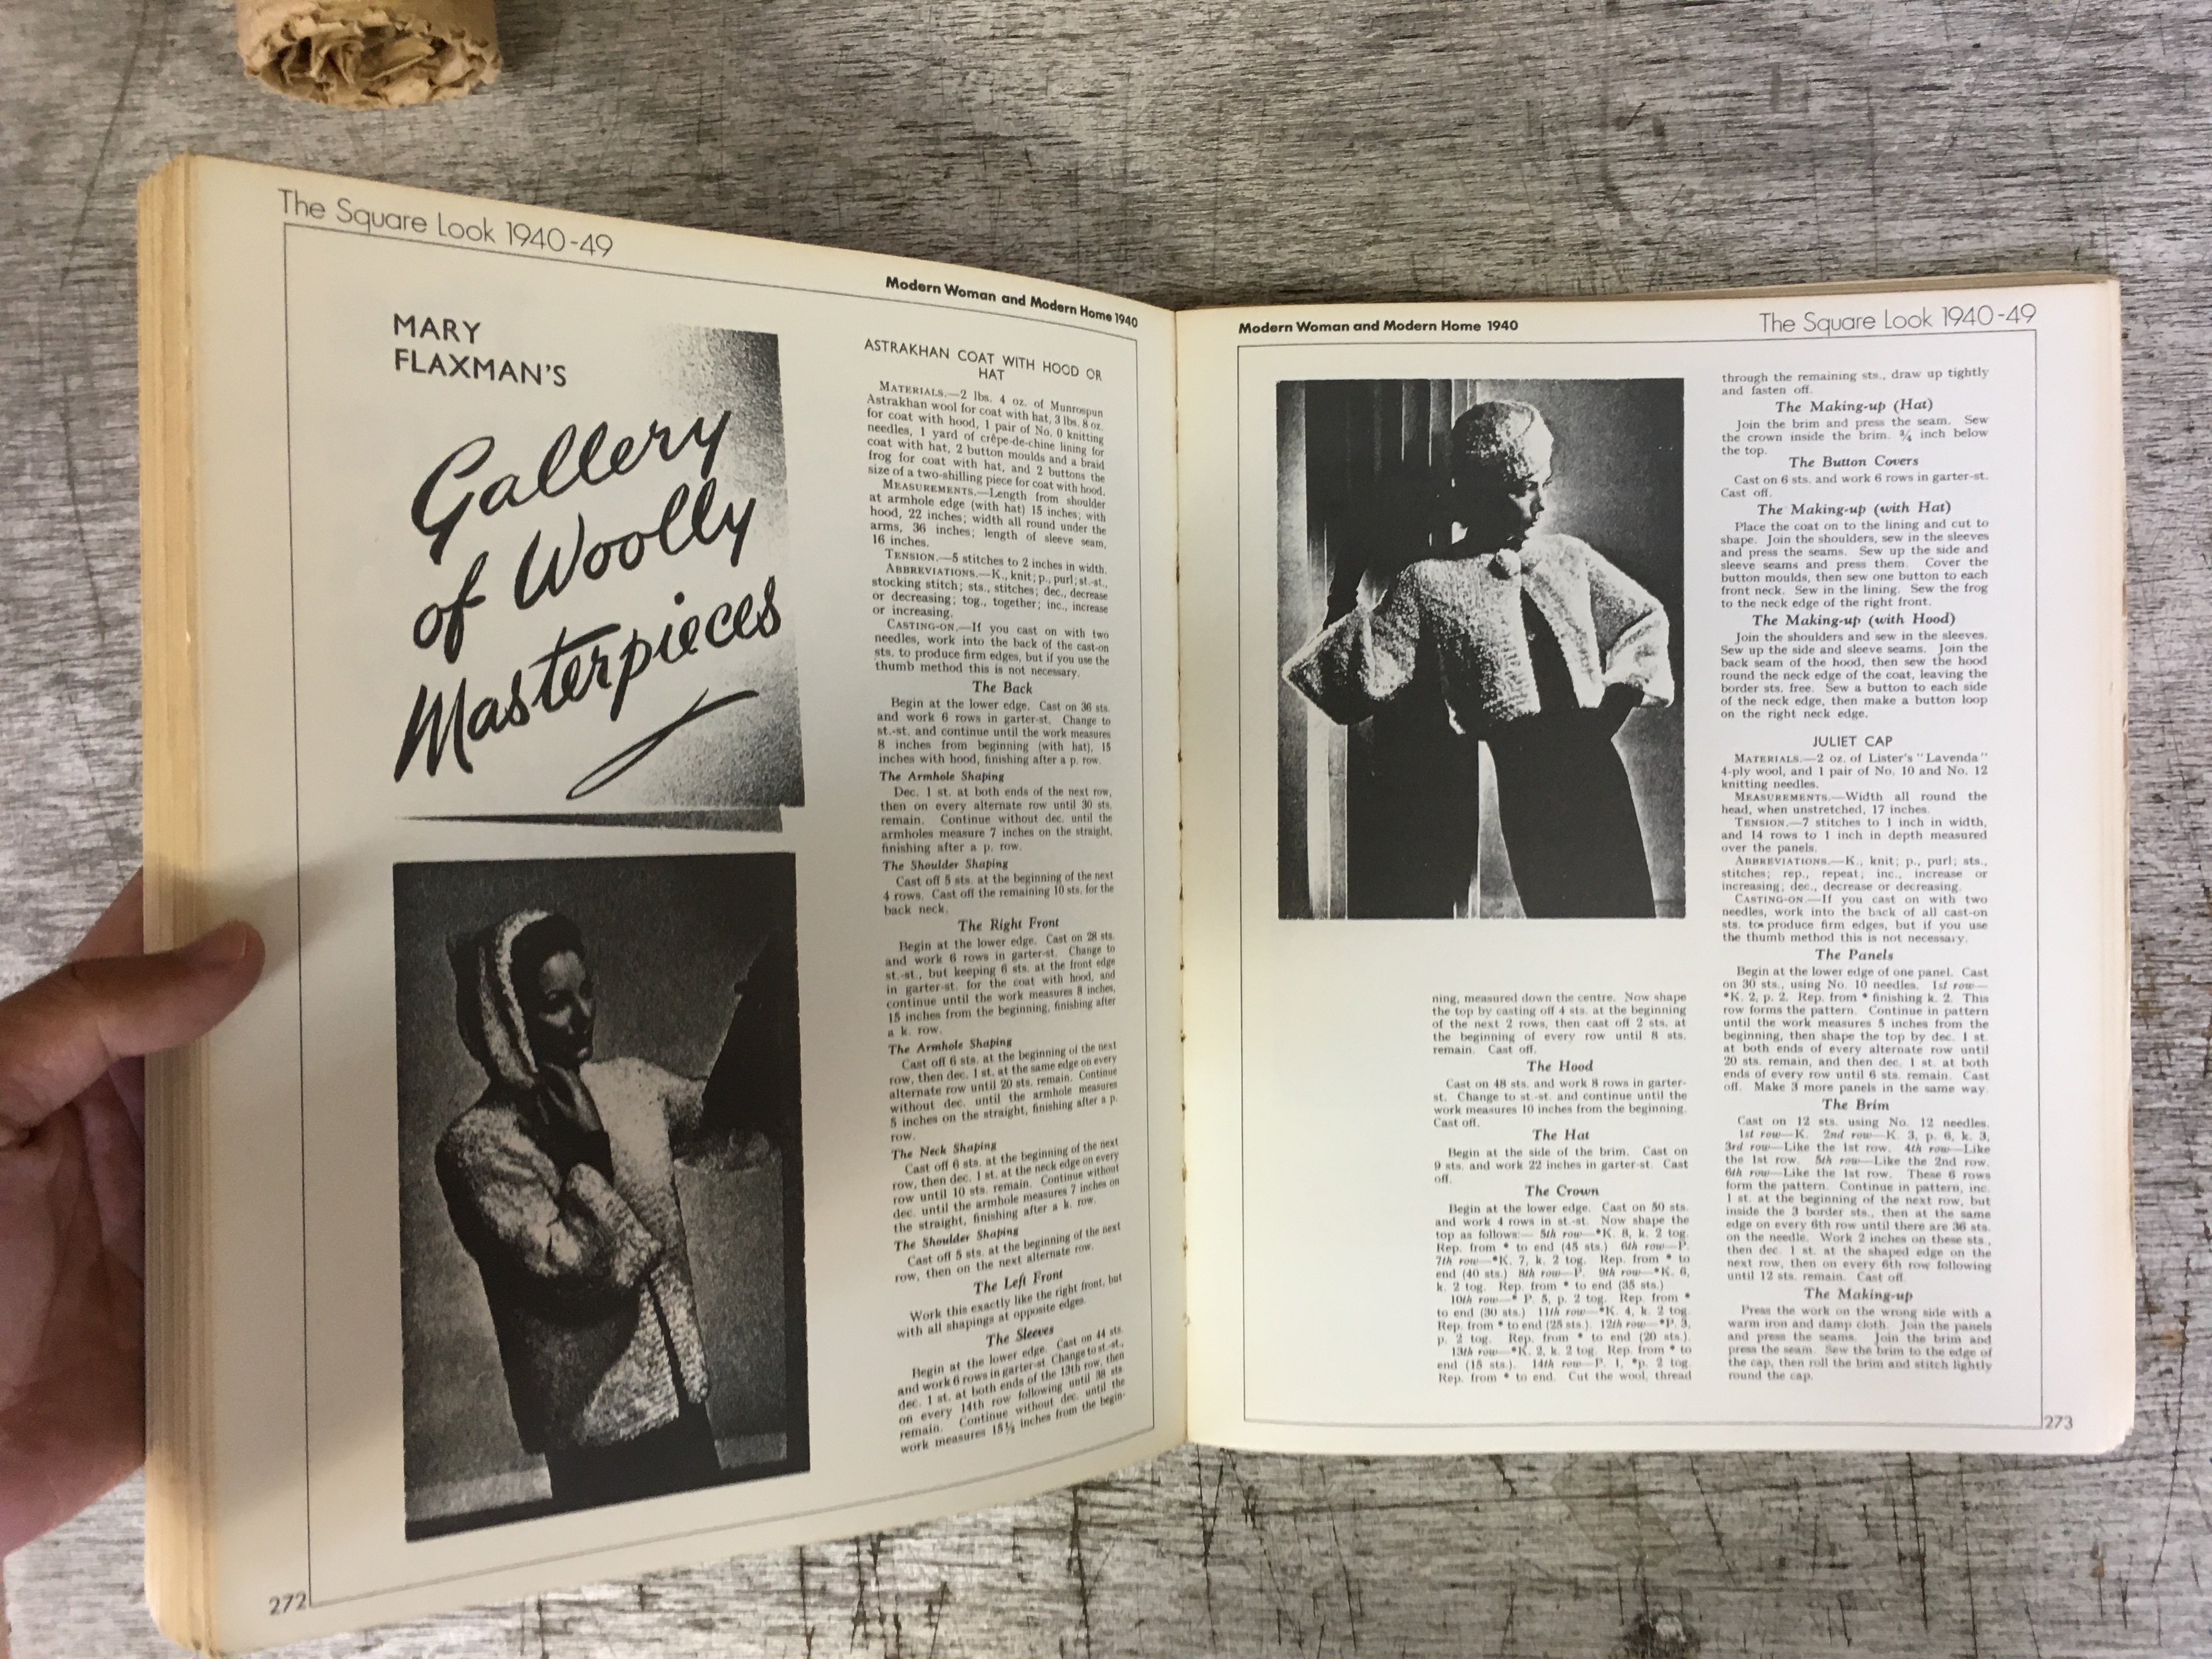 The Square Look 1940-49
Modern Woman and Modern Home 1940
MARY
FLAXMAN'S
Gallery
of Woolly
Masterpieces
ASTRAKHAN COAT WITH HOOD OR
HAT
MATERIALS.—2 lbs. 4 oz. of Munrospun
Astrakhan wool for coat with hat, 3 lbs. 8 oz.
for coat with hood, 1 pair of No. 0 knitting
needles, 1 yard of crêpe-de-chine lining for
coat with hat, 2 button moulds and a braid
frog for coat with hat, and 2 buttons the
size of a two-shilling piece for coat with hood.
MEASUREMENTS.—Length from shoulder
at armhole edge (with hat) 15 inches; with
hood, 22 inches; width all round under the
arms, 36 inches; length of sleeve seam,
16 inches.
TENSION.—5 stitches to 2 inches in width.
ABBREVIATIONS.—K., knit; p., purl; st.-st.,
stocking stitch; sts., stitches; dec., decrease
or decreasing; tog., together; inc., increase
or increasing.
CASTING-ON.—If you cast on with two
needles, work into the back of the cast-on
sts. to produce firm edges, but if you use the
thumb method this is not necessary.
The Back
Begin at the lower edge. Cast on 36 sts.
and work 6 rows in garter-st. Change to
st.-st. and continue until the work measures
8 inches from beginning (with hat), 15
inches with hood, finishing after a p. row.
The Armhole Shaping
Dec. 1 st. at both ends of the next row,
then on every alternate row until 30 sts.
remain. Continue without dec. until the
armholes measure 7 inches on the straight,
finishing after a p. row.
The Shoulder Shaping
Cast off 5 sts. at the beginning of the next
4 rows. Cast off the remaining 10 sts. for the
back neck.
The Right Front
Begin at the lower edge. Cast on 28 sts.
and work 6 rows in garter-st. Change to
st.-st., but keeping 6 sts. at the front edge
in garter-st. for the coat with hood, and
continue until the work measures 8 inches,
15 inches from the beginning, finishing after
a k. row.
The Armhole Shaping
Cast off 6 sts. at the beginning of the next
row, then dec. 1 st. at the same edge on every
alternate row until 20 sts. remain. Continue
without dec. until the armhole measures
5 inches on the straight, finishing after a p.
row.
The Neck Shaping
Cast off 6 sts. at the beginning of the next
row, then dec. 1 st. at the neck edge on every
row until 10 sts. remain. Continue without
dec. until the armhole measures 7 inches on
the straight, finishing after a k. row.
The Shoulder Shaping
Cast off 5 sts. at the beginning of the next
row, then on the next alternate row.
The Left Front
Work this exactly like the right front, but
with all shapings at opposite edges.
The Sleeves
Begin at the lower edge. Cast on 44 sts.
and work 6 rows in garter-st. Change to st.-st.,
dec. 1 st. at both ends of the 13th row, then
on every 14th row following until 38 sts.
remain. Continue without dec. until the
work measures 15½ inches from the begin-
272
Modern Woman and Modern Home 1940
The Square Look 1940-49
ning, measured down the centre. Now shape
the top by casting off 4 sts. at the beginning
of the next 2 rows, then cast off 2 sts. at
the beginning of every row until 8 sts.
remain. Cast off.
The Hood
Cast on 48 sts. and work 8 rows in garter-
st. Change to st.-st. and continue until the
work measures 10 inches from the beginning.
Cast off.
The Hat
Begin at the side of the brim. Cast on
9 sts. and work 22 inches in garter-st. Cast
off.
The Crown
Begin at the lower edge. Cast on 50 sts.
and work 4 rows in st.-st. Now shape the
top as follows:— 5th row—*K. 8, k. 2 tog.
Rep. from * to end (45 sts.) 6th row—P.
7th row—*K. 7, k. 2 tog. Rep. from * to
end (40 sts.) 8th row—P. 9th row—*K. 6,
k. 2 tog. Rep. from * to end (35 sts.)
10th row—* P. 5, p. 2 tog. Rep. from *
to end (30 sts.) 11th row—*K. 4, k. 2 tog.
Rep. from * to end (25 sts.). 12th row—*P. 3,
p. 2 tog. Rep. from * to end (20 sts.).
13th row—*K. 2, k. 2 tog. Rep. from * to
end (15 sts.). 14th row—P. 1, *p. 2 tog.
Rep. from * to end. Cut the wool, thread
through the remaining sts., draw up tightly
and fasten off.
The Making-up (Hat)
Join the brim and press the seam. Sew
the crown inside the brim. ¾ inch below
the top.
The Button Covers
Cast on 6 sts. and work 6 rows in garter-st.
Cast off.
The Making-up (with Hat)
Place the coat on to the lining and cut to
shape. Join the shoulders, sew in the sleeves
and press the seams. Sew up the side and
sleeve seams and press them. Cover the
button moulds, then sew one button to each
front neck. Sew in the lining. Sew the frog
to the neck edge of the right front.
The Making-up (with Hood)
Join the shoulders and sew in the sleeves.
Sew up the side and sleeve seams. Join the
back seam of the hood, then sew the hood
round the neck edge of the coat, leaving the
border sts. free. Sew a button to each side
of the neck edge, then make a button loop
on the right neck edge.
JULIET CAP
MATERIALS.—2 oz. of Lister's "Lavenda"
4-ply wool, and 1 pair of No. 10 and No. 12
knitting needles.
MEASUREMENTS.—Width all round the
head, when unstretched, 17 inches.
TENSION.—7 stitches to 1 inch in width,
and 14 rows to 1 inch in depth measured
over the panels.
ABBREVIATIONS.—K., knit; p., purl; sts.,
stitches; rep., repeat; inc., increase or
increasing; dec., decrease or decreasing.
CASTING-ON.—If you cast on with two
needles, work into the back of all cast-on
sts. to produce firm edges, but if you use
the thumb method this is not necessary.
The Panels
Begin at the lower edge of one panel. Cast
on 30 sts., using No. 10 needles. 1st row—
*K. 2, p. 2. Rep. from * finishing k. 2. This
row forms the pattern. Continue in pattern
until the work measures 5 inches from the
beginning, then shape the top by dec. 1 st.
at both ends of every alternate row until
20 sts. remain, and then dec. 1 st. at both
ends of every row until 6 sts. remain. Cast
off. Make 3 more panels in the same way.
The Brim
Cast on 12 sts. using No. 12 needles.
1st row—K. 2nd row—K. 3, p. 6, k. 3,
3rd row—Like the 1st row. 4th row—Like
the 1st row. 5th row—Like the 2nd row.
6th row—Like the 1st row. These 6 rows
form the pattern. Continue in pattern, inc.
1 st. at the beginning of the next row, but
inside the 3 border sts., then at the same
edge on every 6th row until there are 36 sts.
on the needle. Work 2 inches on these sts.,
then dec. 1 st. at the shaped edge on the
next row, then on every 6th row following
until 12 sts. remain. Cast off.
The Making-up
Press the work on the wrong side with a
warm iron and damp cloth. Join the panels
and press the seams. Join the brim and
press the seam. Sew the brim to the edge of
the cap, then roll the brim and stitch lightly
round the cap.
273